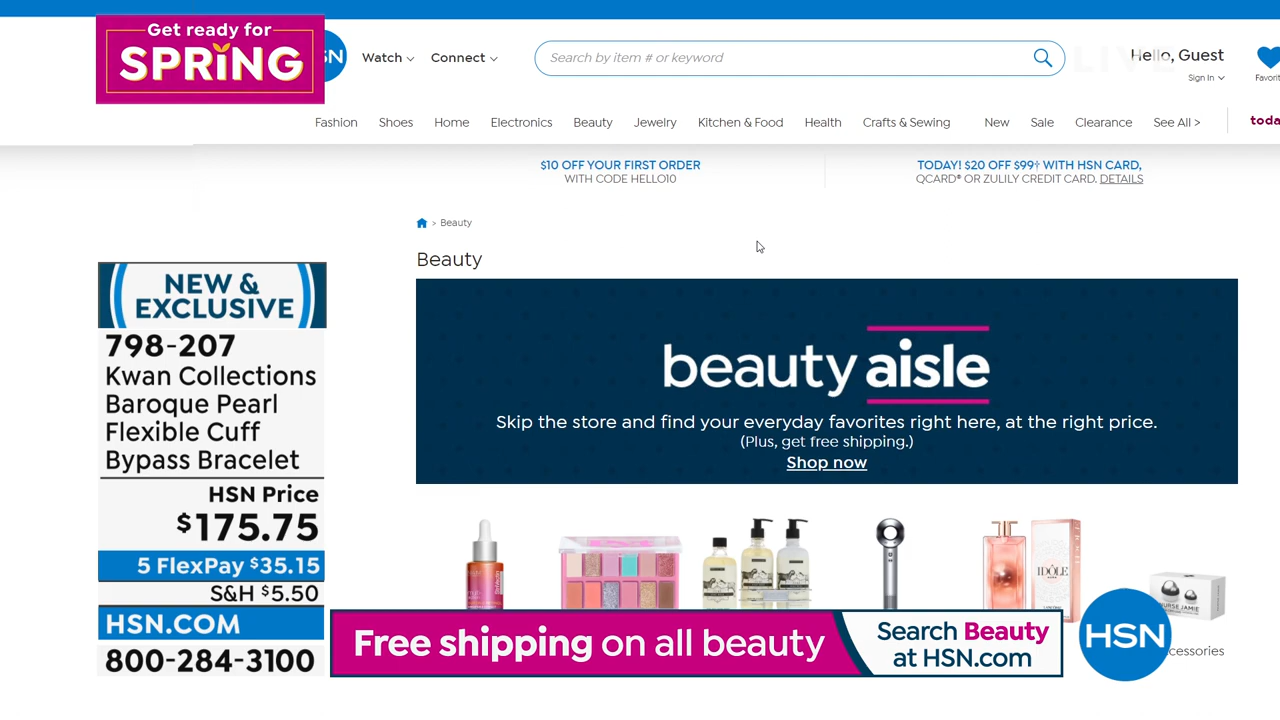 Get ready for
SPRING
SN
Watch
Connect
Search by item # or keyword
LIVE
Hello, Guest
Sign In
Favorit
Fashion
Shoes
Home
Electronics
Beauty
Jewelry
Kitchen & Food
Health
Crafts & Sewing
New
Sale
Clearance
See All >
toda
$10 OFF YOUR FIRST ORDER
WITH CODE HELLO10
TODAY! $20 OFF $99† WITH HSN CARD,
QCARD® OR ZULILY CREDIT CARD. DETAILS
> Beauty
Beauty
beauty aisle
Skip the store and find your everyday favorites right here, at the right price.
(Plus, get free shipping.)
Shop now
NEW &
EXCLUSIVE
798-207
Kwan Collections
Baroque Pearl
Flexible Cuff
Bypass Bracelet
HSN Price
$175.75
5 FlexPay $35.15
S&H $5.50
HSN.COM
800-284-3100
IDÔLE
NURSE JAMIE
Free shipping on all beauty
Search Beauty
at HSN.com
HSN
ccessories